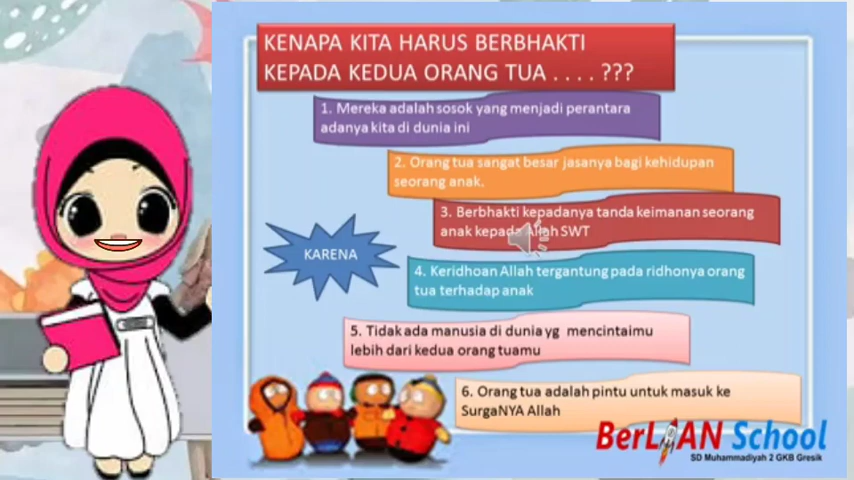 KENAPA KITA HARUS BERBHAKTI
KEPADA KEDUA ORANG TUA . . . . ???
1. Mereka adalah sosok yang menjadi perantara
adanya kita di dunia ini
2. Orang tua sangat besar jasanya bagi kehidupan
seorang anak.
3. Berbhakti kepadanya tanda keimanan seorang
anak kepada Allah SWT
KARENA
4. Keridhoan Allah tergantung pada ridhonya orang
tua terhadap anak
5. Tidak ada manusia di dunia yg mencintaimu
lebih dari kedua orang tuamu
6. Orang tua adalah pintu untuk masuk ke
SurgaNYA Allah
BerLIAN School
SD Muhammadiyah 2 GKB Gresik